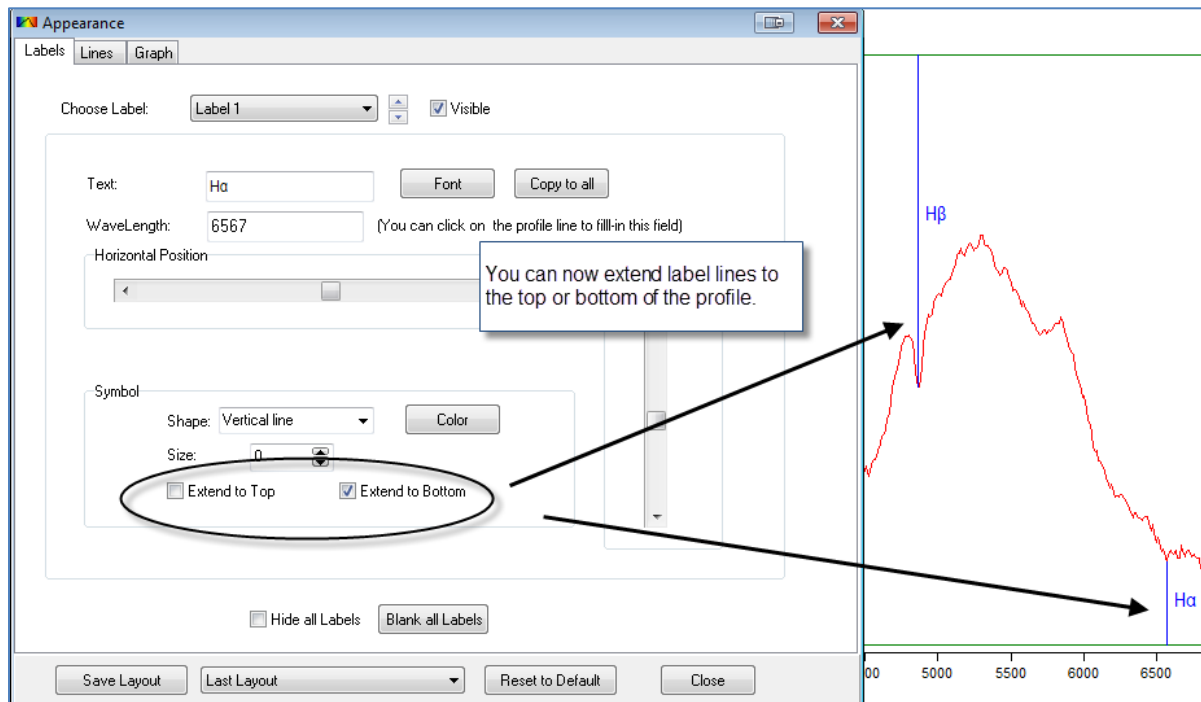 Appearance
Labels Lines Graph
Choose Label: Label 1 Visible
Text: Hα Font Copy to all
WaveLength: 6567 (You can click on the profile line to filll-in this field)
Horizontal Position
You can now extend label lines to
the top or bottom of the profile.
Symbol
Shape: Vertical line Color
Size: 0
Extend to Top Extend to Bottom
Hide all Labels Blank all Labels
Save Layout Last Layout Reset to Default Close
Hβ
Hα
00 5000 5500 6000 6500